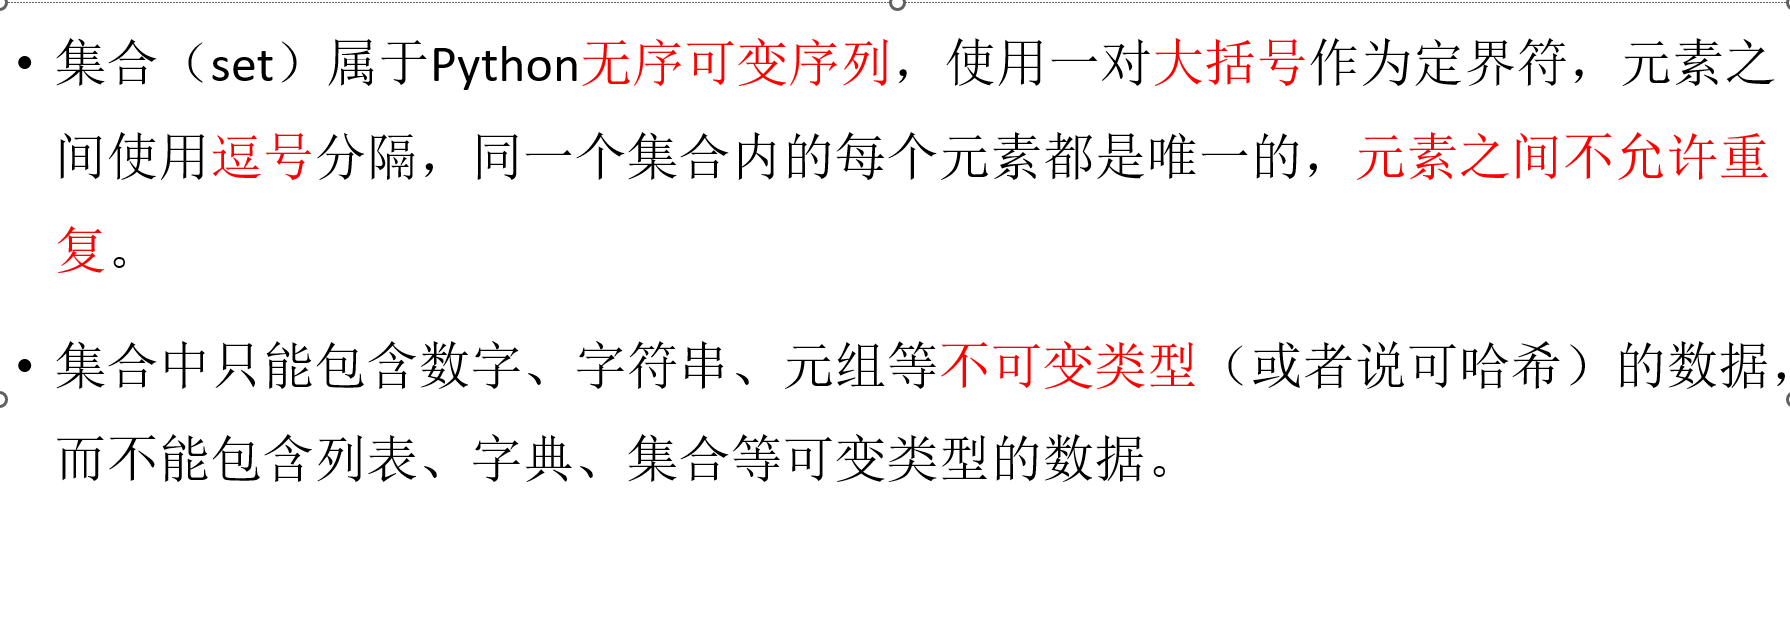 • 集合（set）属于Python无序可变序列，使用一对大括号作为定界符，元素之
间使用逗号分隔，同一个集合内的每个元素都是唯一的，元素之间不允许重
复。
• 集合中只能包含数字、字符串、元组等不可变类型（或者说可哈希）的数据，
而不能包含列表、字典、集合等可变类型的数据。